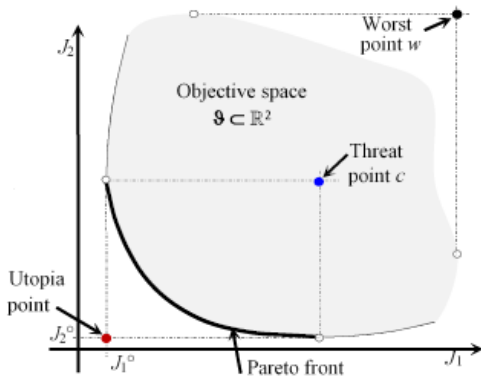 Worst
point w
J₂
Objective space
ϑ ⊂ ℝ²
Threat
point c
Utopia
point
J₂°
J₁°
Pareto front
J₁